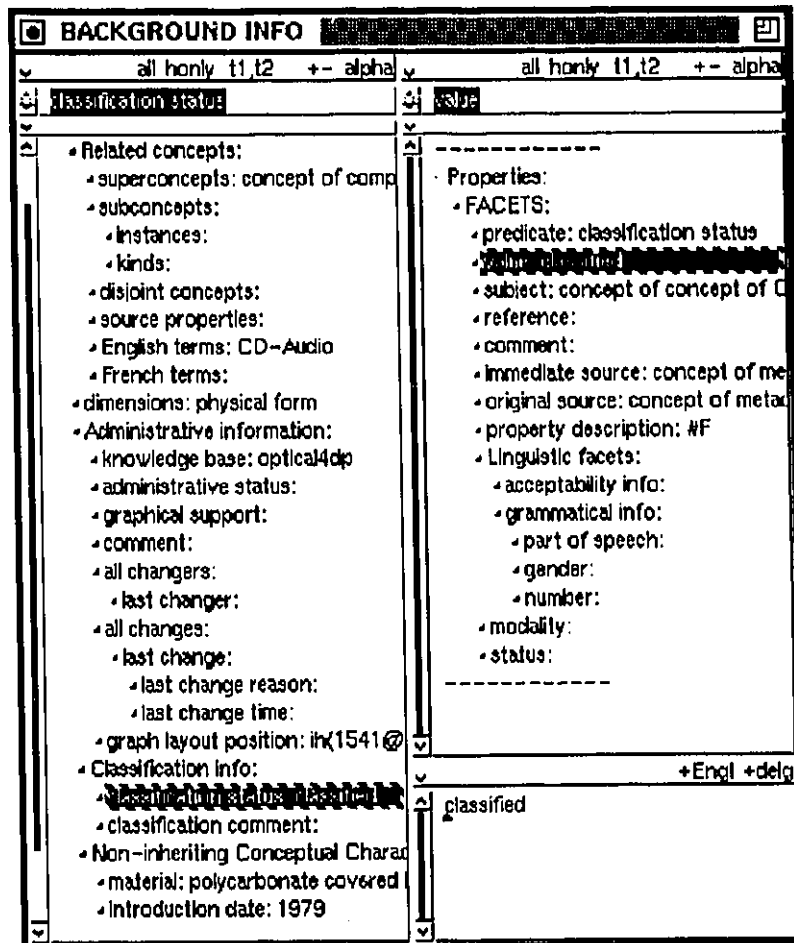 BACKGROUND INFO
all honly t1,t2 +- alpha
classification status
• Related concepts:
superconcepts: concept of comp
subconcepts:
instances:
kinds:
disjoint concepts:
source properties:
English terms: CD-Audio
French terms:
dimensions: physical form
Administrative information:
knowledge base: optical4dp
administrative status:
graphical support:
comment:
all changers:
last changer:
all changes:
last change:
last change reason:
last change time:
graph layout position: ih(1541@
Classification info:
classification status: classified
classification comment:
Non-inheriting Conceptual Charac
material: polycarbonate covered
introduction date: 1979
all honly t1,t2 +- alpha
value
-------------
Properties:
FACETS:
predicate: classification status
subject: concept of concept of C
reference:
comment:
immediate source: concept of me
original source: concept of metac
property description: #F
Linguistic facets:
acceptability info:
grammatical info:
part of speech:
gender:
number:
modality:
status:
-------------
+Engl +delg
classified